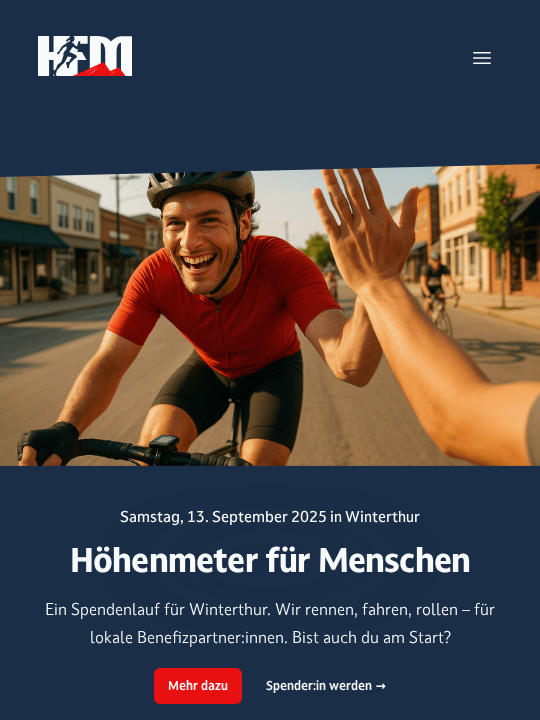 HFM
Samstag, 13. September 2025 in Winterthur
Höhenmeter für Menschen
Ein Spendenlauf für Winterthur. Wir rennen, fahren, rollen – für
lokale Benefizpartner:innen. Bist auch du am Start?
Mehr dazu
Spender:in werden →